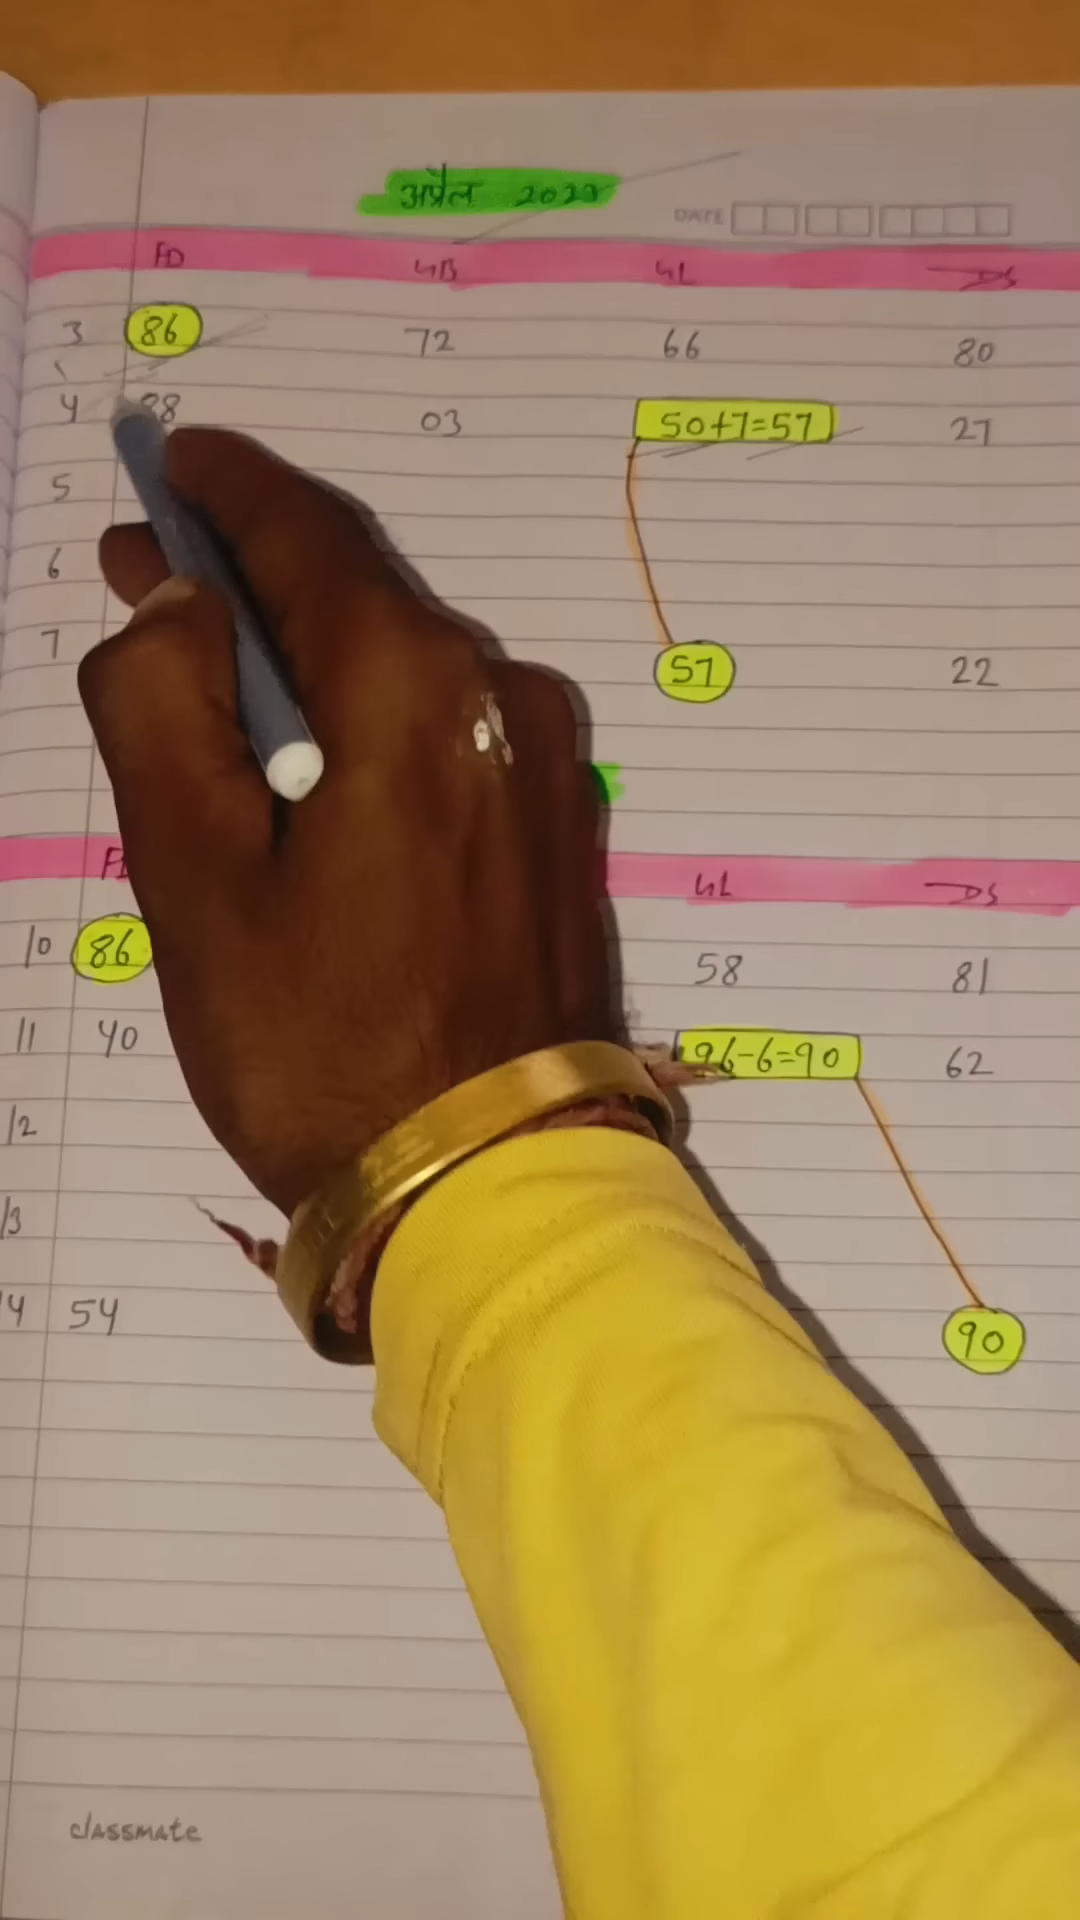 अप्रैल 202
DATE
FD GB GL DS
3 86 72 66 80
4 88 03 50+7=57 27
5
6
7 57 22
GL DS
10 86 58 81
11 40 96-6=90 62
12
13
54 90
classmate